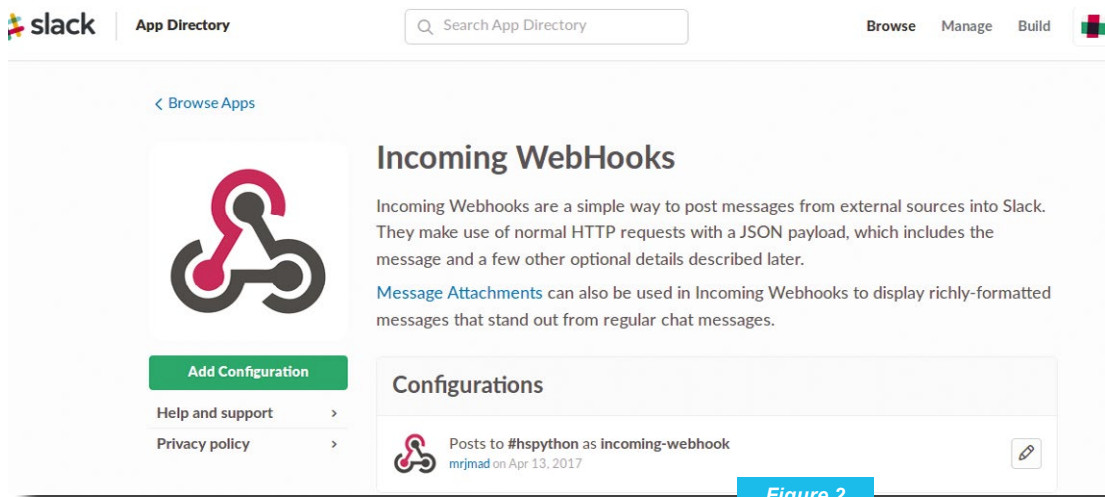 slack
App Directory
Search App Directory
Browse
Manage
Build
Browse Apps
Incoming WebHooks
Incoming Webhooks are a simple way to post messages from external sources into Slack.
They make use of normal HTTP requests with a JSON payload, which includes the
message and a few other optional details described later.
Message Attachments can also be used in Incoming Webhooks to display richly-formatted
messages that stand out from regular chat messages.
Add Configuration
Help and support
Privacy policy
Configurations
Posts to #hspython as incoming-webhook
mrjmad on Apr 13, 2017
Figure 2